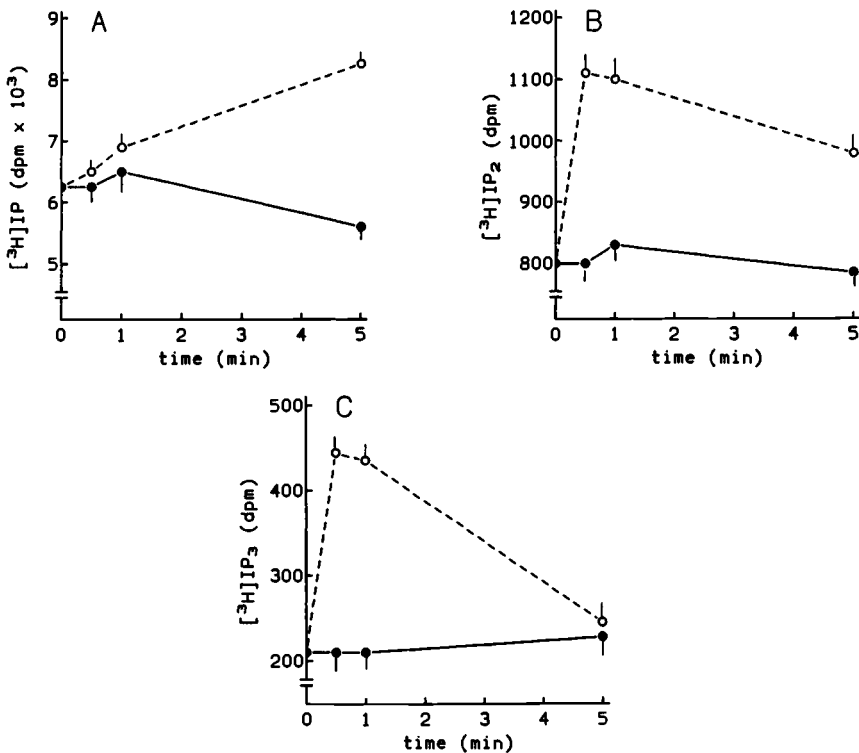 A
[³H]IP (dpm × 10³)
9
8
7
6
5
0 1 2 3 4 5
time (min)
B
[³H]IP₂ (dpm)
1200
1100
1000
900
800
0 1 2 3 4 5
time (min)
C
[³H]IP₃ (dpm)
500
400
300
200
0 1 2 3 4 5
time (min)